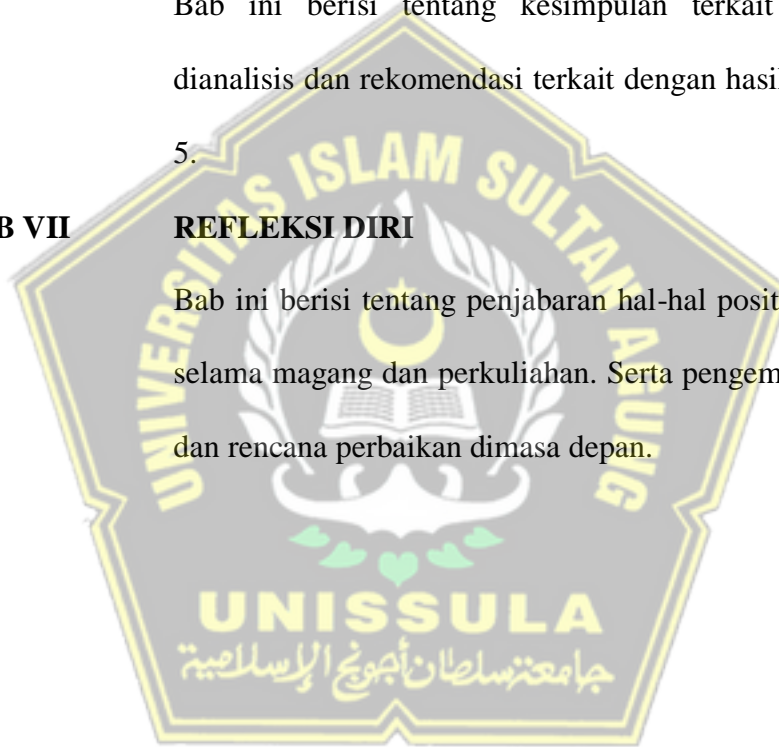 Bab ini berisi tentang kesimpulan terkait
dianalisis dan rekomendasi terkait dengan hasil
5.
B VII REFLEKSI DIRI
Bab ini berisi tentang penjabaran hal-hal posit
selama magang dan perkuliahan. Serta pengem
dan rencana perbaikan dimasa depan.
UNIVERSITAS ISLAM SULTAN AGUNG
UNISSULA
جامعة سلطان أجونج الإسلامية